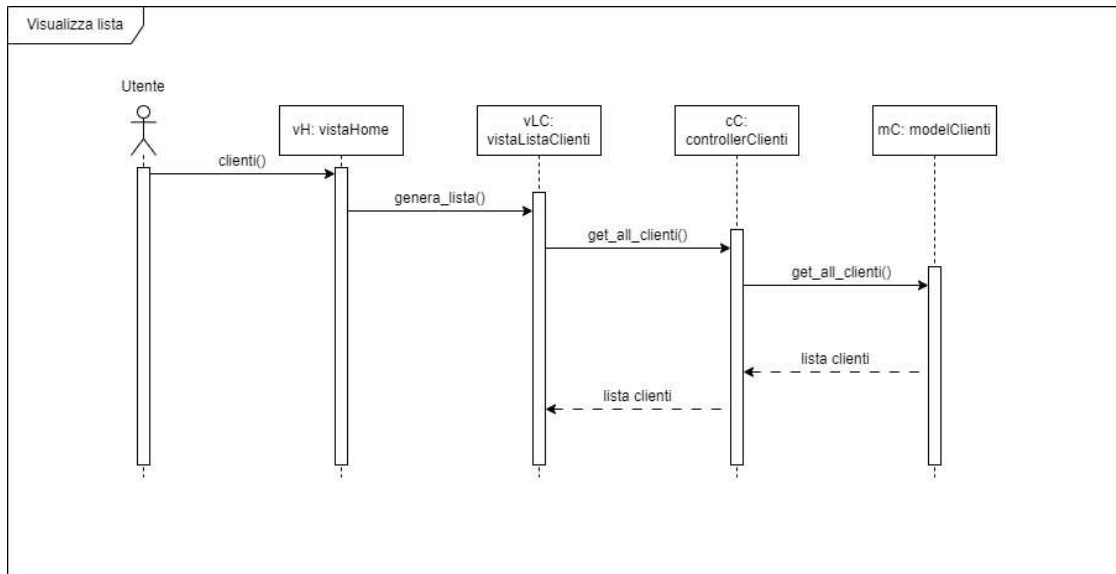 Visualizza lista
Utente
vH: vistaHome
vLC:
vistaListaClienti
cC:
controllerClienti
mC: modelClienti
clienti()
genera_lista()
get_all_clienti()
get_all_clienti()
lista clienti
lista clienti